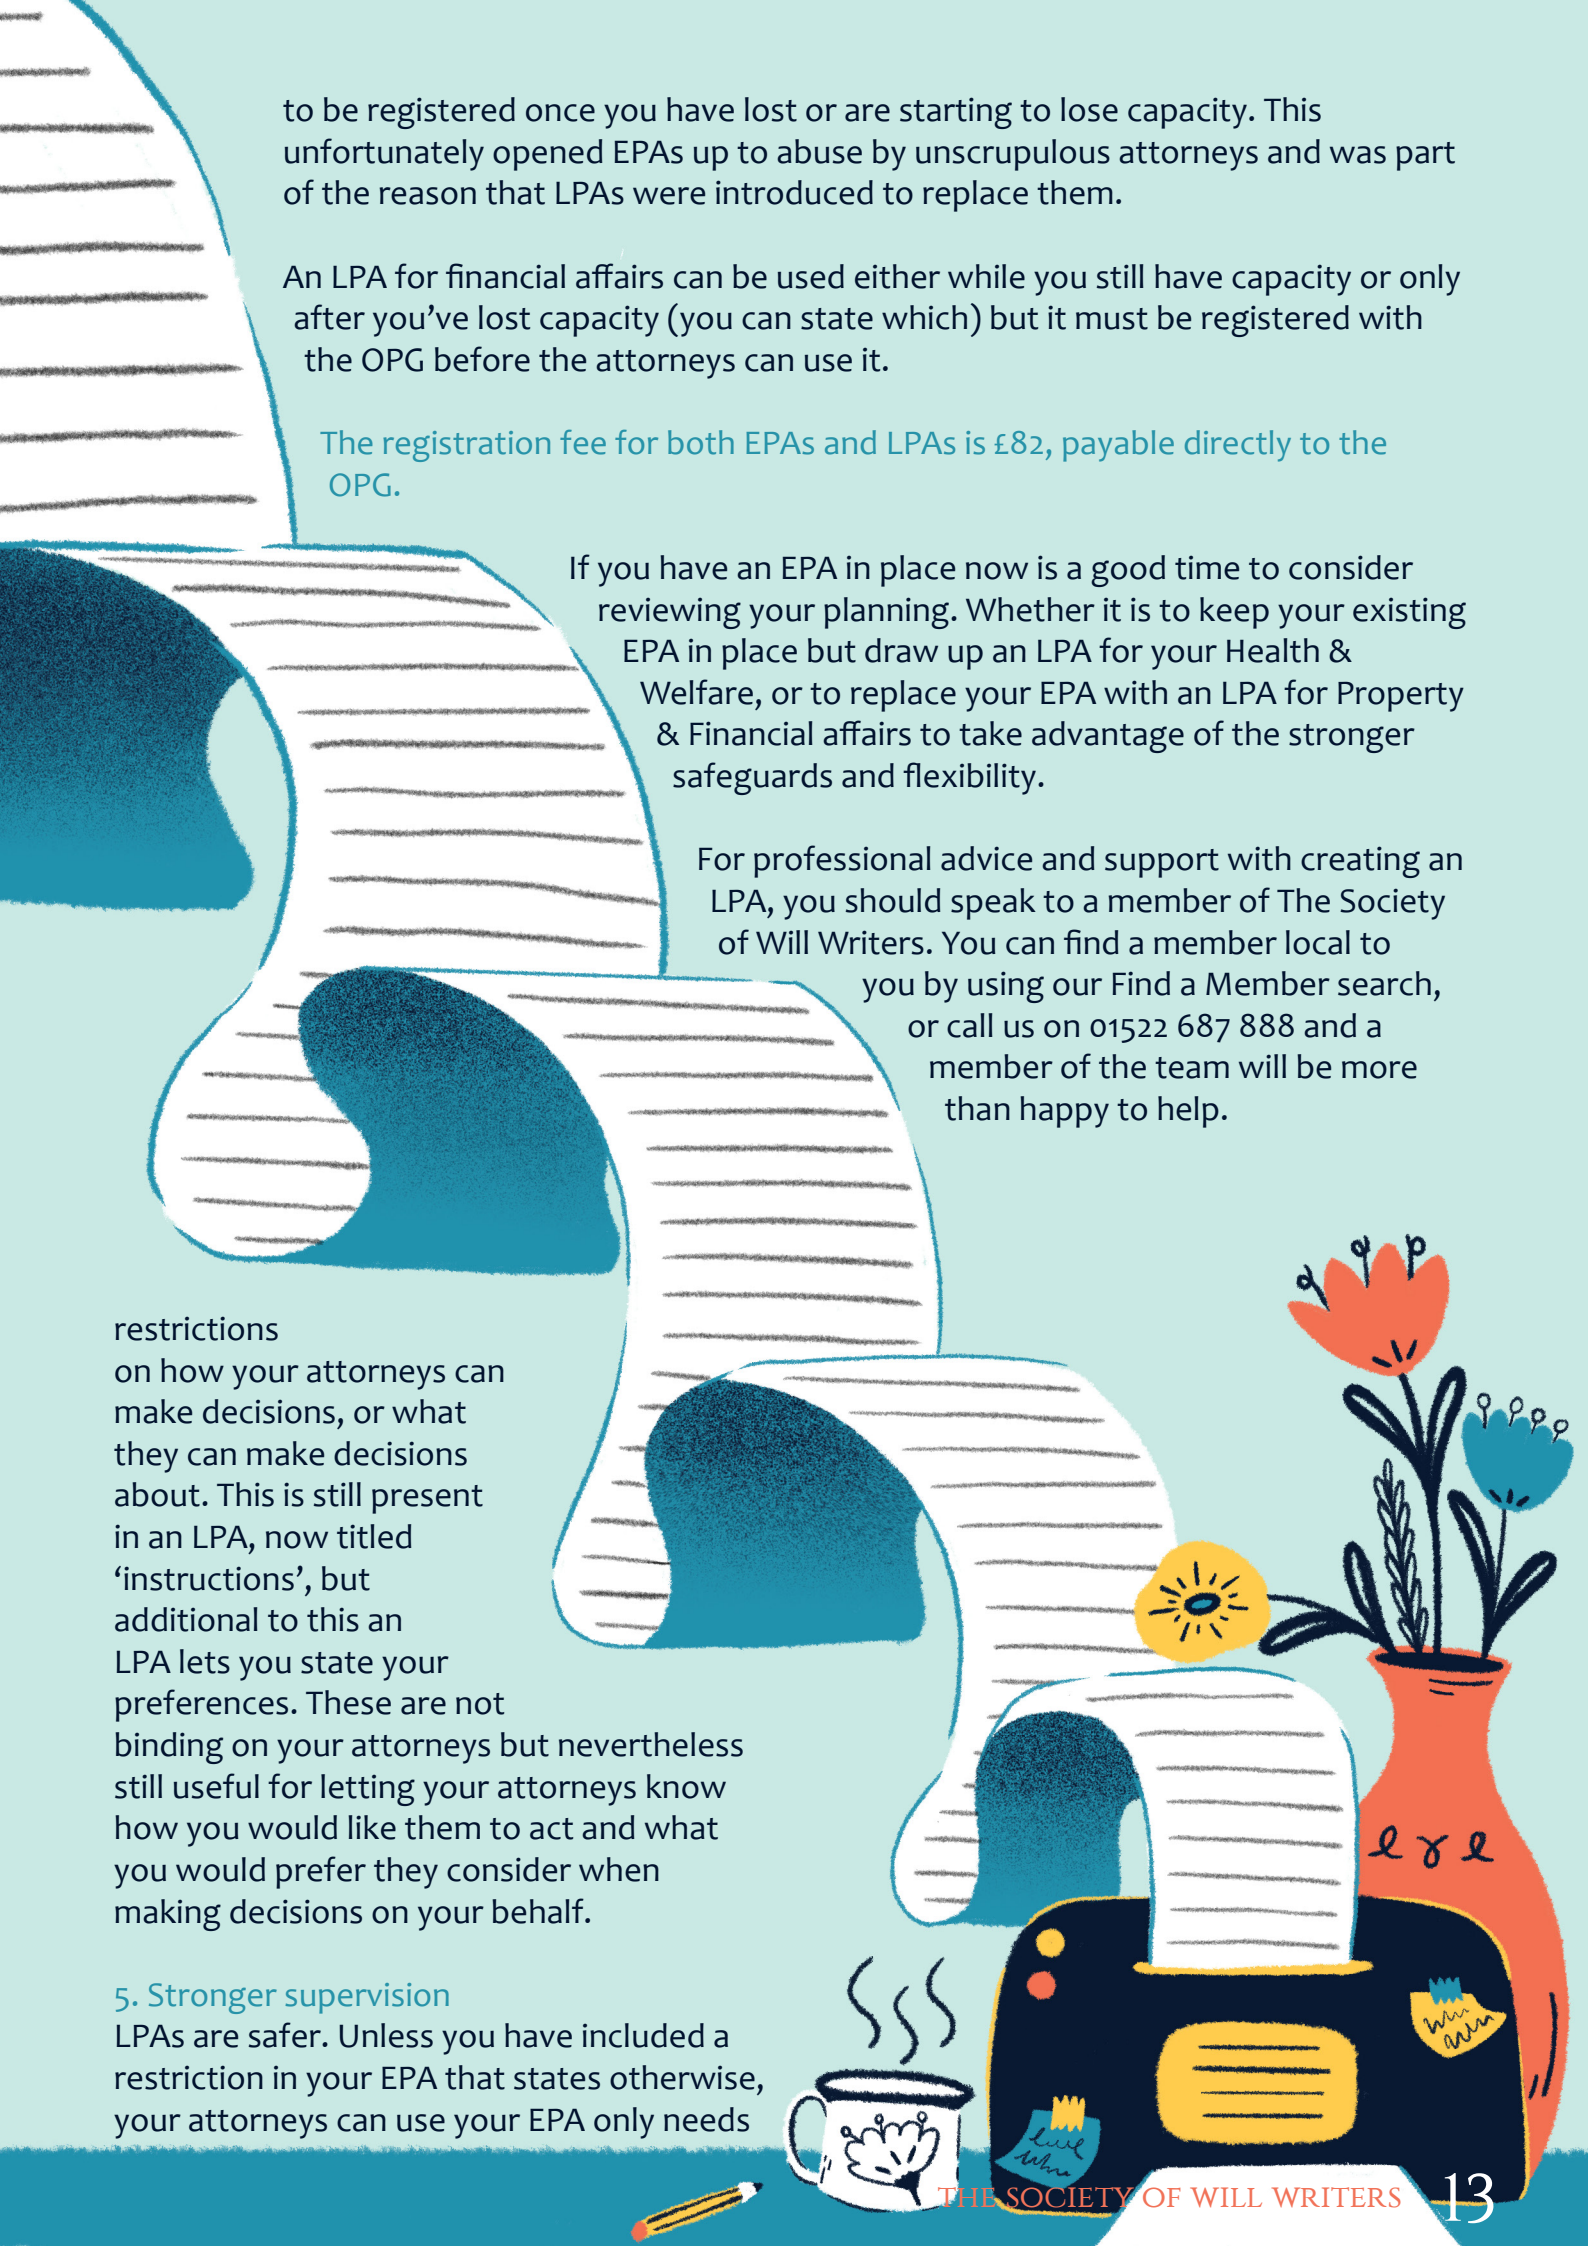 restrictions
on how your attorneys can
make decisions, or what
they can make decisions
about. This is still present
in an LPA, now titled
‘instructions’, but
additional to this an
LPA lets you state your
preferences. These are not
binding on your attorneys but nevertheless
still useful for letting your attorneys know
how you would like them to act and what
you would prefer they consider when
making decisions on your behalf.
5. Stronger supervision
LPAs are safer. Unless you have included a
restriction in your EPA that states otherwise,
your attorneys can use your EPA only needs
to be registered once you have lost or are starting to lose capacity. This
unfortunately opened EPAs up to abuse by unscrupulous attorneys and was part
of the reason that LPAs were introduced to replace them.
An LPA for financial affairs can be used either while you still have capacity or only
after you’ve lost capacity (you can state which) but it must be registered with
the OPG before the attorneys can use it.
The registration fee for both EPAs and LPAs is £82, payable directly to the
OPG.
If you have an EPA in place now is a good time to consider
reviewing your planning. Whether it is to keep your existing
EPA in place but draw up an LPA for your Health &
Welfare, or to replace your EPA with an LPA for Property
& Financial affairs to take advantage of the stronger
safeguards and flexibility.
For professional advice and support with creating an
LPA, you should speak to a member of The Society
of Will Writers. You can find a member local to
you by using our Find a Member search,
or call us on 01522 687 888 and a
member of the team will be more
than happy to help.
THE SOCIETY OF WILL WRITERS 13